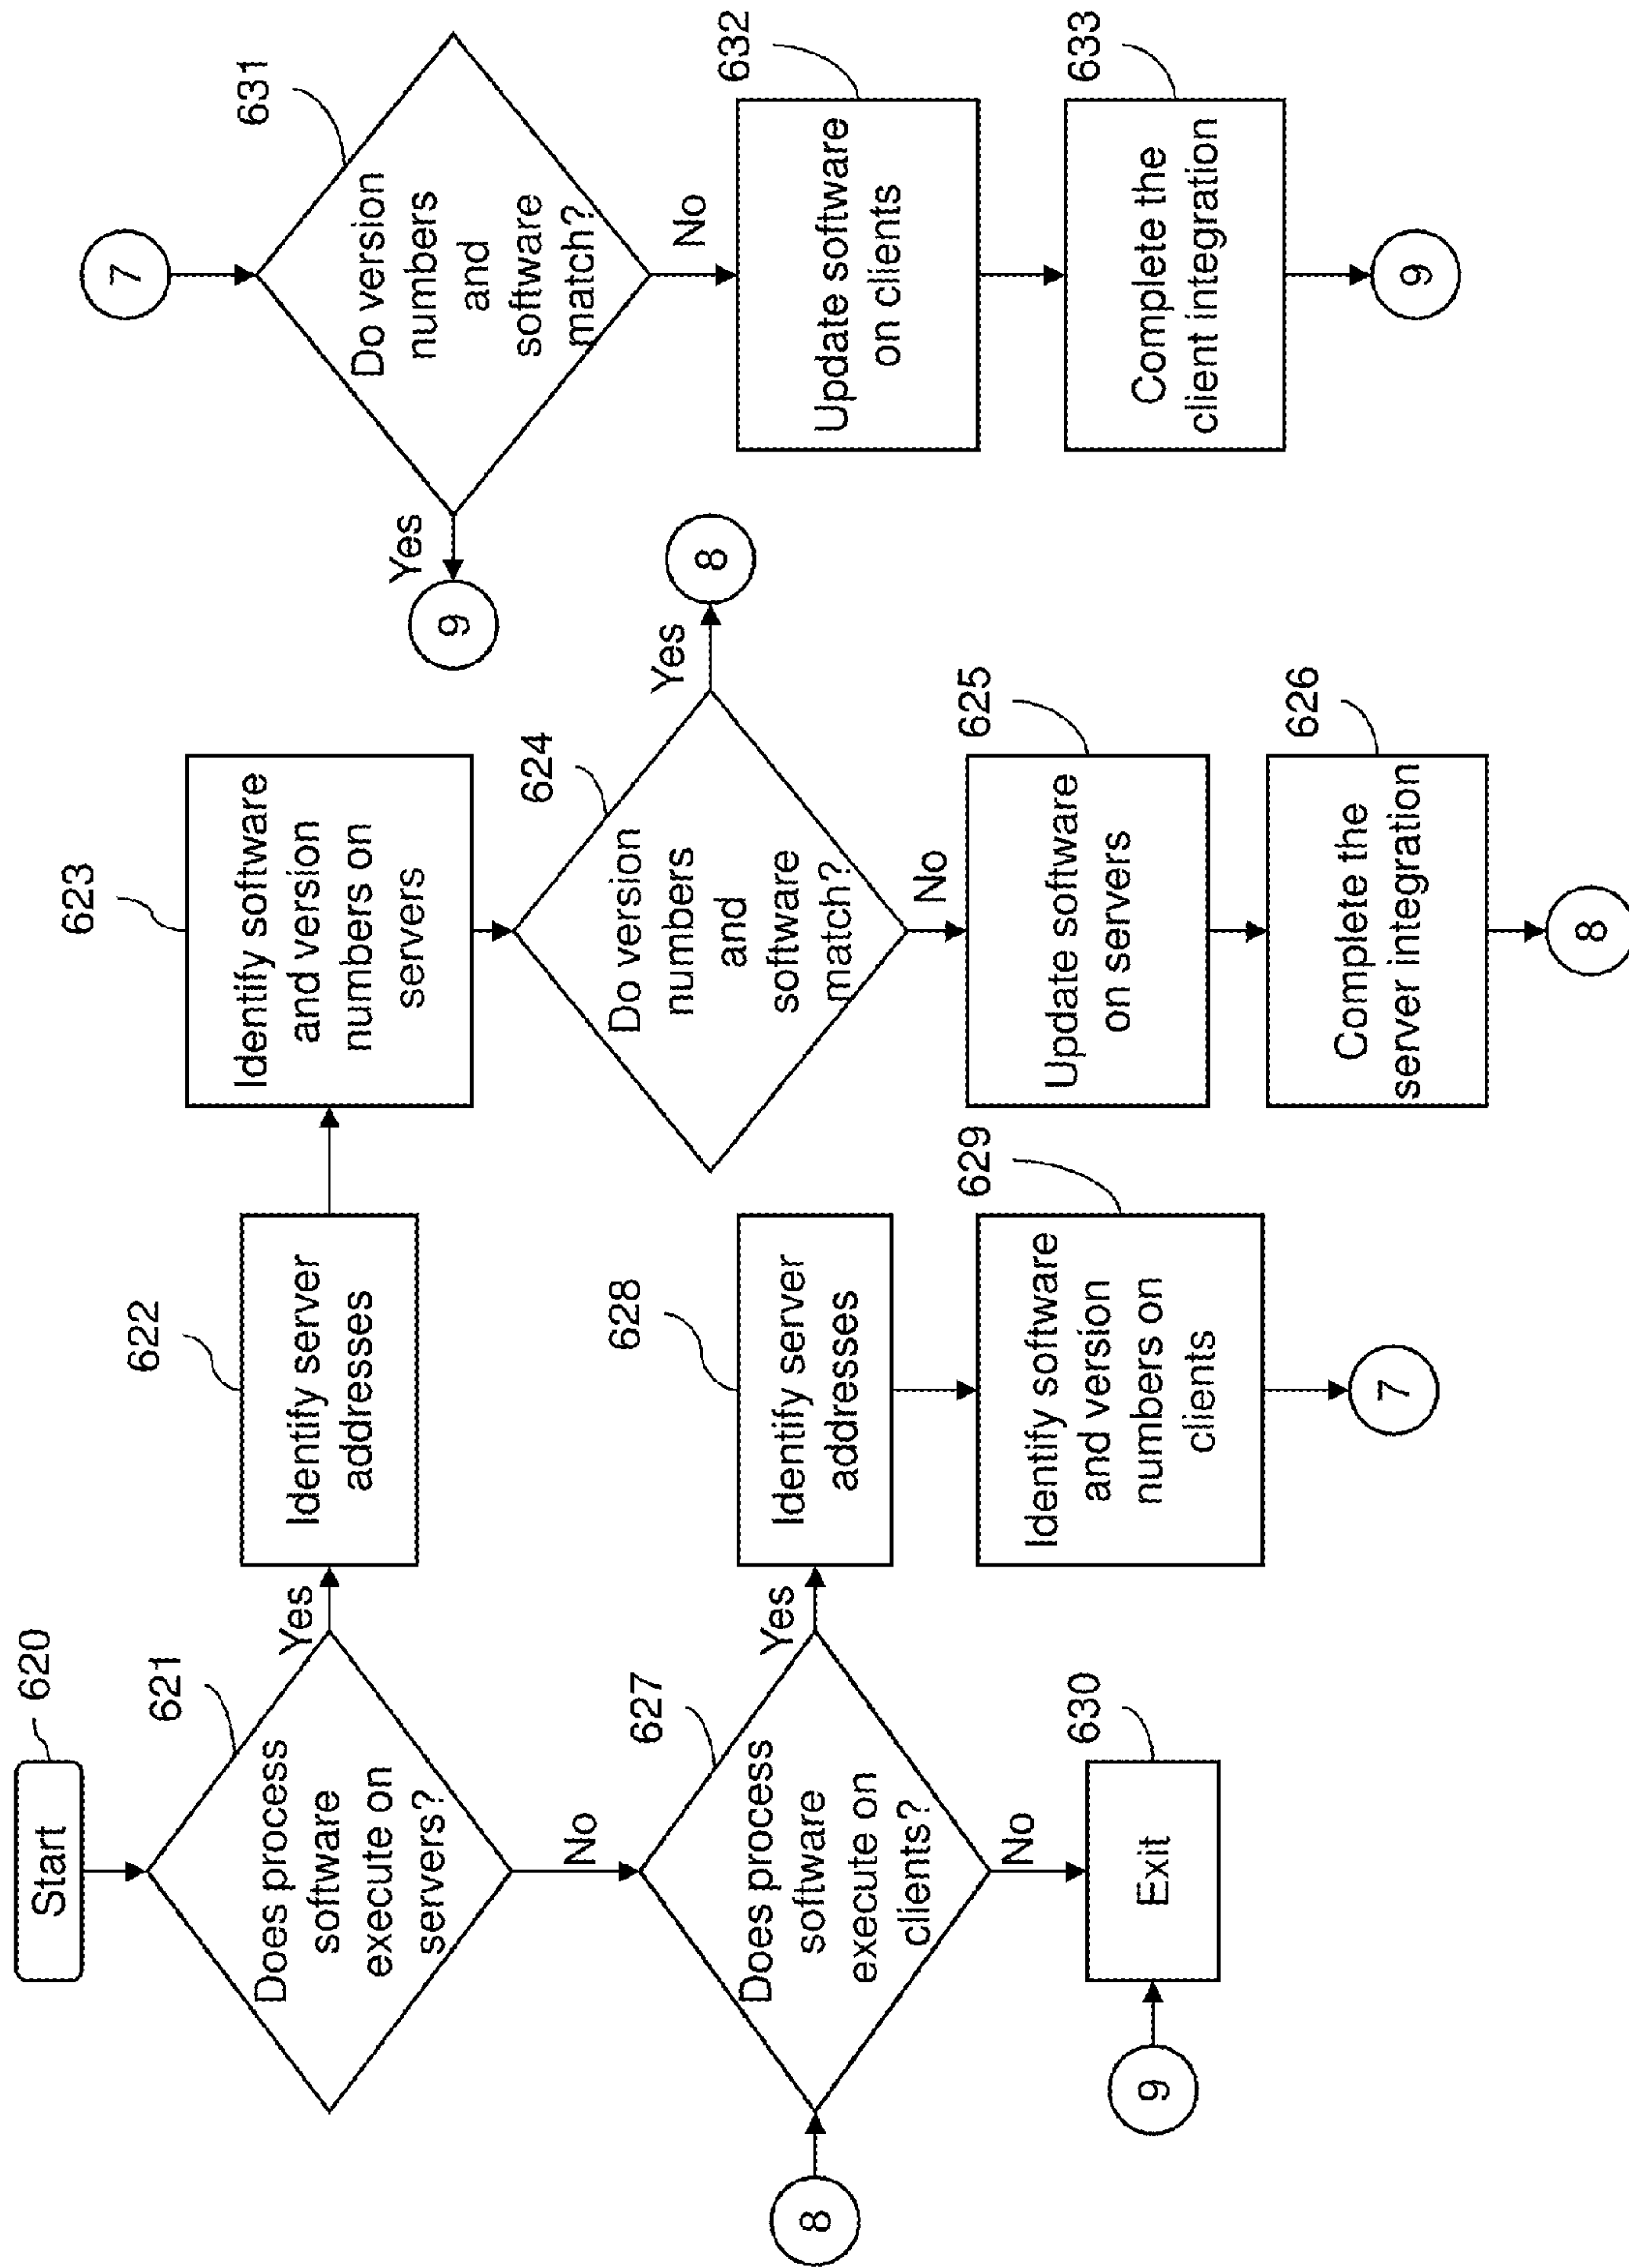 620
Start
621
Does process
software
execute on
servers?
Yes
No
622
Identify server
addresses
623
Identify software
and version
numbers on
servers
624
Do version
numbers
and
software
match?
Yes
8
No
625
Update software
on servers
626
Complete the
server integration
8
8
627
Does process
software
execute on
clients?
Yes
No
628
Identify server
addresses
629
Identify software
and version
numbers on
clients
7
9
630
Exit
7
631
Do version
numbers
and
software
match?
Yes
9
No
632
Update software
on clients
633
Complete the
client integration
9